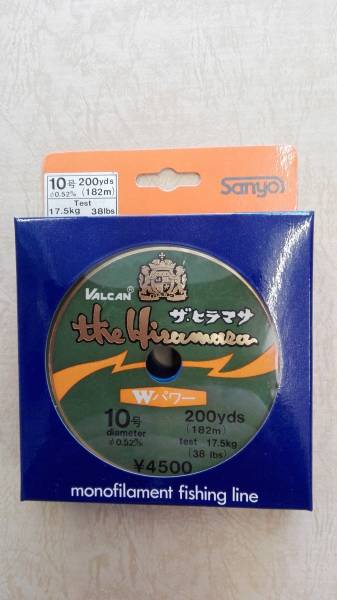 10号 200yds
ø0.52% (182m)
Test
17.5kg 38lbs
Sanyo
VALCAN®
ザ・ヒラマサ
the Hiramasa
Wパワー
10号 200yds
diameter (182m)
ø0.52% Test 17.5kg
(38 lbs)
¥4500
monofilament fishing line